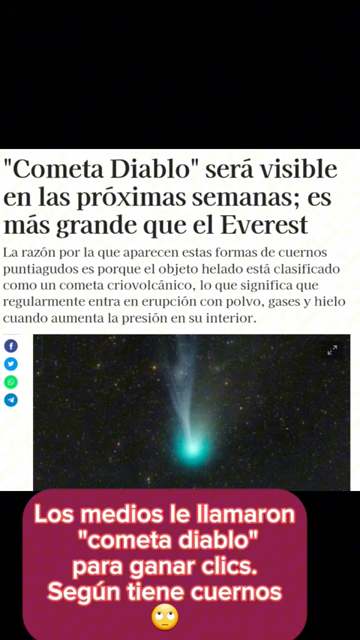 "Cometa Diablo" será visible
en las próximas semanas; es
más grande que el Everest
La razón por la que aparecen estas formas de cuernos
puntiagudos es porque el objeto helado está clasificado
como un cometa criovolcánico, lo que significa que
regularmente entra en erupción con polvo, gases y hielo
cuando aumenta la presión en su interior.
Los medios le llamaron
"cometa diablo"
para ganar clics.
Según tiene cuernos
🙄